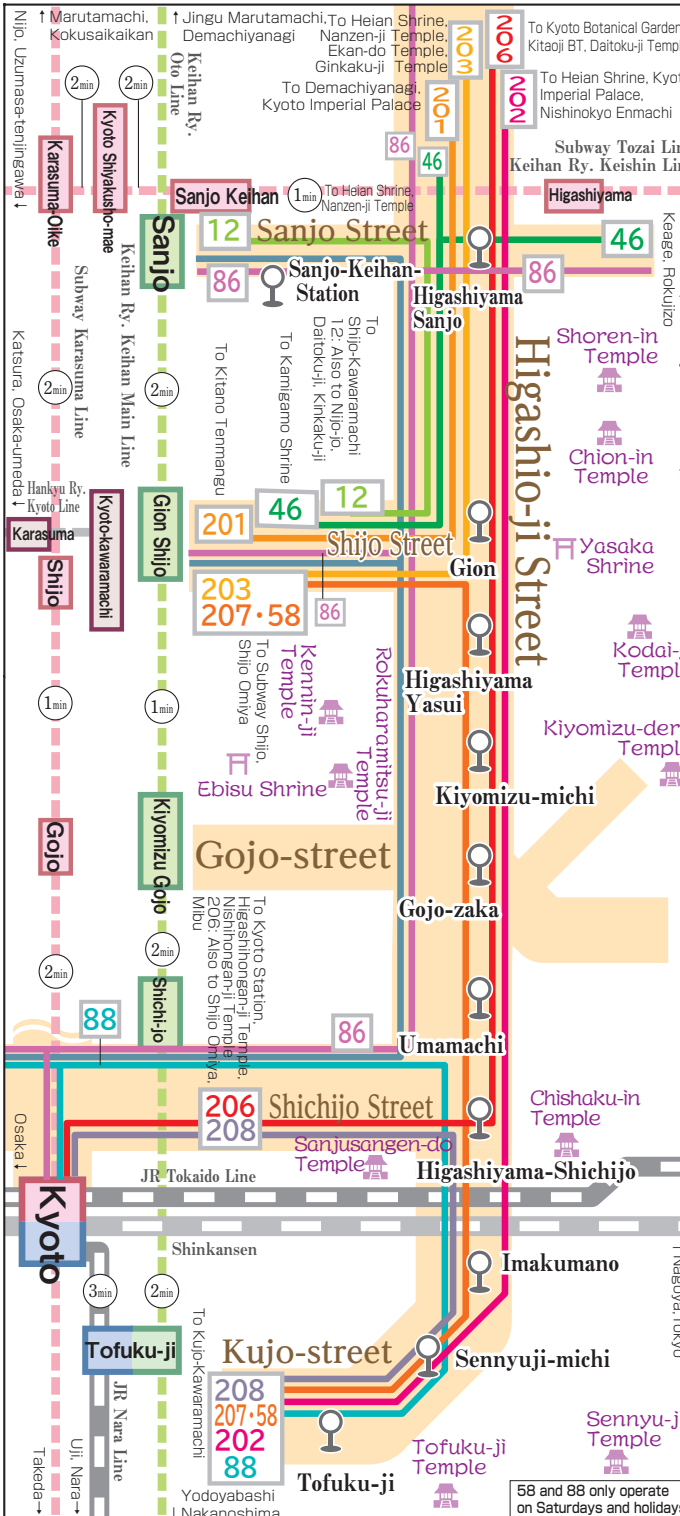 ↑ Marutamachi,
Kokusaikaikan
↑ Jingu Marutamachi,
Demachiyanagi
Nijo, Uzumasa-tenjingawa ↓
2min
2min
Keihan Ry.
Oto Line
To Heian Shrine,
Nanzen-ji Temple,
Ekan-do Temple,
Ginkaku-ji Temple
203
206
To Kyoto Botanical Garden
Kitaoji BT, Daitoku-ji Templ
To Demachiyanagi,
Kyoto Imperial Palace
201
202
To Heian Shrine, Kyot
Imperial Palace,
Nishinokyo Enmachi
86
46
Subway Tozai Lin
Keihan Ry. Keishin Lin
Karasuma-Oike
Kyoto Shiyakusho-mae
Sanjo Keihan
1min
To Heian Shrine,
Nanzen-ji Temple
Higashiyama
Sanjo
12
Sanjo Street
46
Keage, Rokujizo
86
Sanjo-Keihan-
Station
Higashiyama
Sanjo
86
Subway Karasuma Line
Keihan Ry. Keihan Main Line
Katsura, Osaka-umeda ↓
2min
2min
To Kitano Tenmangu
To Kamigamo Shrine
To
Shijo-Kawaramachi
12: Also to Nijo-jo,
Daitoku-ji, Kinkaku-ji
Higashio-ji Street
Shoren-in
Temple
Chion-in
Temple
Hankyu Ry.
Kyoto Line
Karasuma
Kyoto-kawaramachi
Shijo
Gion Shijo
201
46
12
Shijo Street
Gion
Yasaka
Shrine
203
207・58
86
To Subway Shijo,
Shijo Omiya
Kennin-ji
Temple
Rokuharamitsu-ji
Temple
Higashiyama
Yasui
Kodai-j
Templ
1min
1min
Ebisu Shrine
Kiyomizu-michi
Kiyomizu-der
Templ
Gojo
Kiyomizu Gojo
Gojo-street
Gojo-zaka
2min
2min
To Kyoto Station,
Higashihongan-ji Temple,
Nishihongan-ji Temple
206: Also to Shijo Omiya,
Mibu
Shichi-jo
88
86
Umamachi
206
208
Shichijo Street
Sanjusangen-do
Temple
Chishaku-in
Temple
Higashiyama-Shichijo
Osaka ↓
Kyoto
JR Tokaido Line
Shinkansen
Imakumano
Nagoya, Tokyo
3min
2min
Tofuku-ji
JR Nara Line
To Kujo-Kawaramachi
Kujo-street
Sennyuji-michi
208
207・58
202
88
Tofuku-ji
Tofuku-ji
Temple
Sennyu-j
Temple
Takeda→
Uji, Nara→
Yodoyabashi
58 and 88 only operate
on Saturdays and holidays